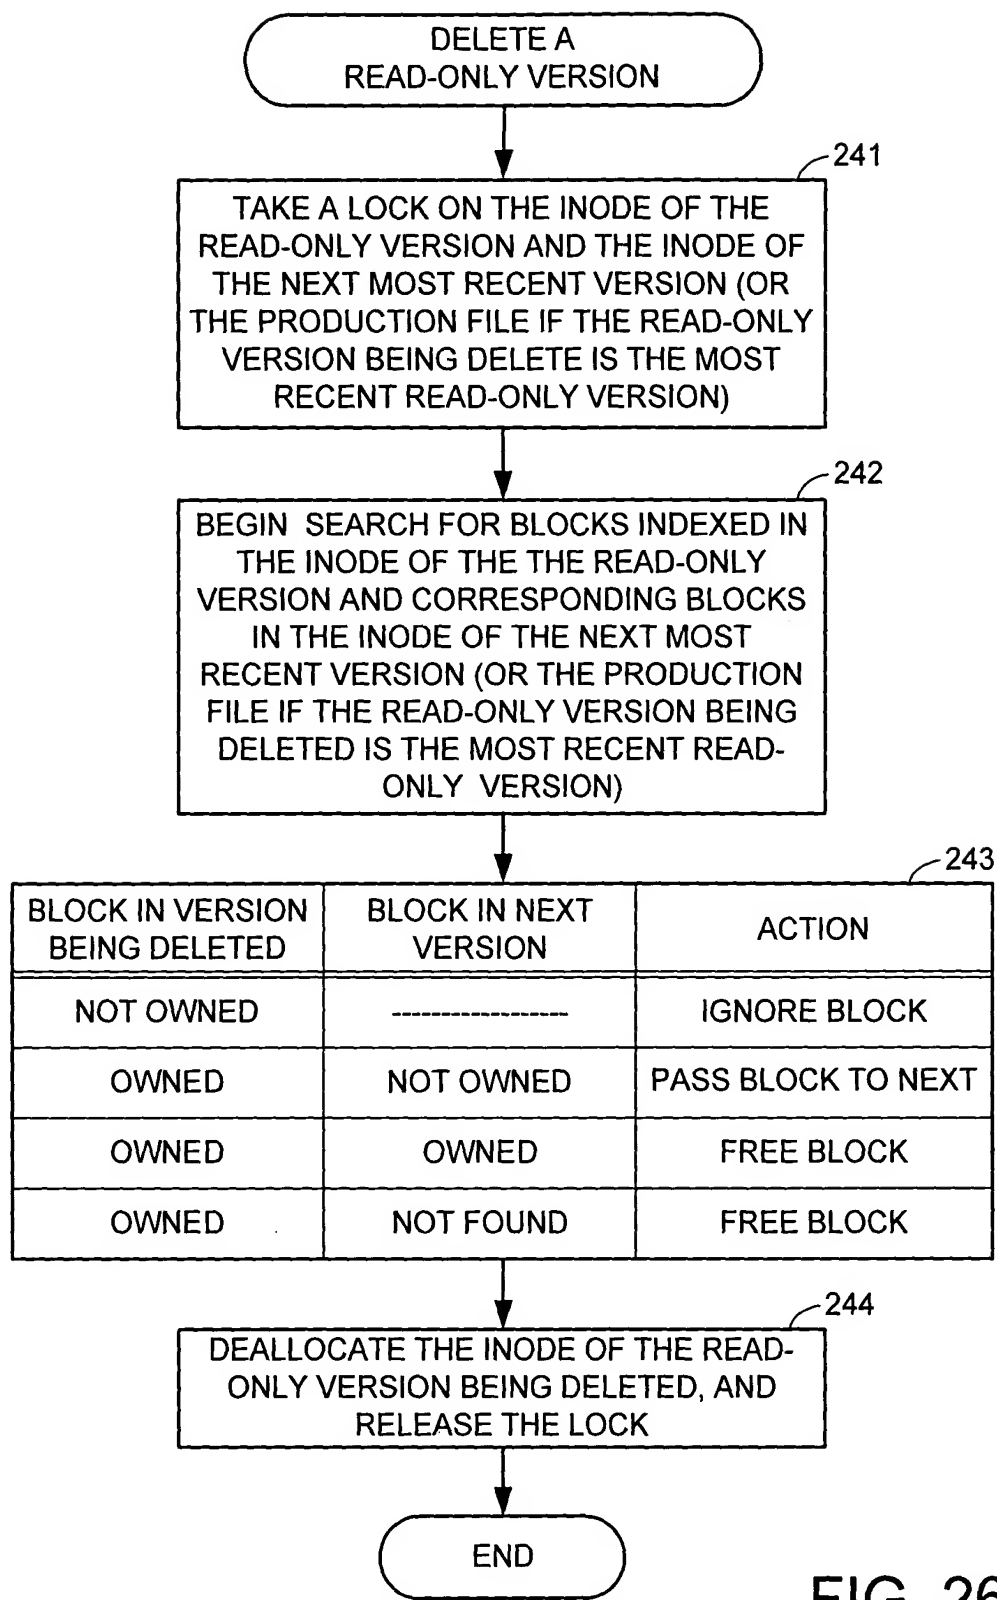 DELETE A
READ-ONLY VERSION
241
TAKE A LOCK ON THE INODE OF THE
READ-ONLY VERSION AND THE INODE OF
THE NEXT MOST RECENT VERSION (OR
THE PRODUCTION FILE IF THE READ-ONLY
VERSION BEING DELETE IS THE MOST
RECENT READ-ONLY VERSION)
242
BEGIN SEARCH FOR BLOCKS INDEXED IN
THE INODE OF THE THE READ-ONLY
VERSION AND CORRESPONDING BLOCKS
IN THE INODE OF THE NEXT MOST
RECENT VERSION (OR THE PRODUCTION
FILE IF THE READ-ONLY VERSION BEING
DELETED IS THE MOST RECENT READ-
ONLY VERSION)
243
BLOCK IN VERSION
BEING DELETED
BLOCK IN NEXT
VERSION
ACTION
NOT OWNED ------------------ IGNORE BLOCK
OWNED NOT OWNED PASS BLOCK TO NEXT
OWNED OWNED FREE BLOCK
OWNED NOT FOUND FREE BLOCK
244
DEALLOCATE THE INODE OF THE READ-
ONLY VERSION BEING DELETED, AND
RELEASE THE LOCK
END
FIG. 26